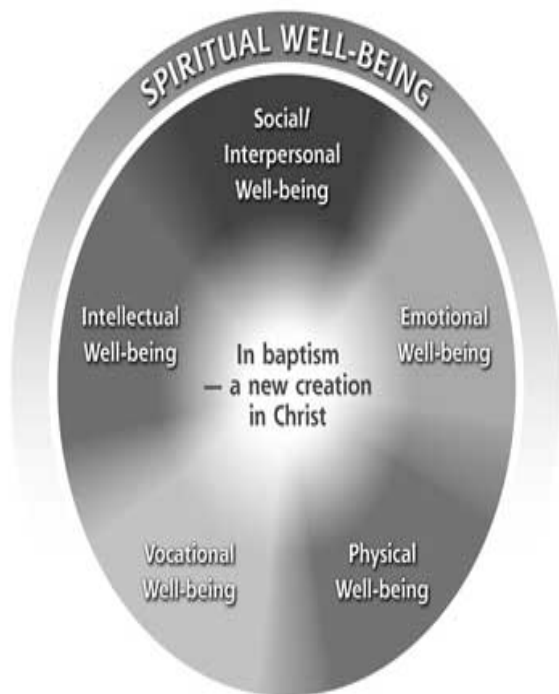 SPIRITUAL WELL-BEING
Social/
Interpersonal
Well-being
Intellectual
Well-being
Emotional
Well-being
In baptism
— a new creation
in Christ
Vocational
Well-being
Physical
Well-being